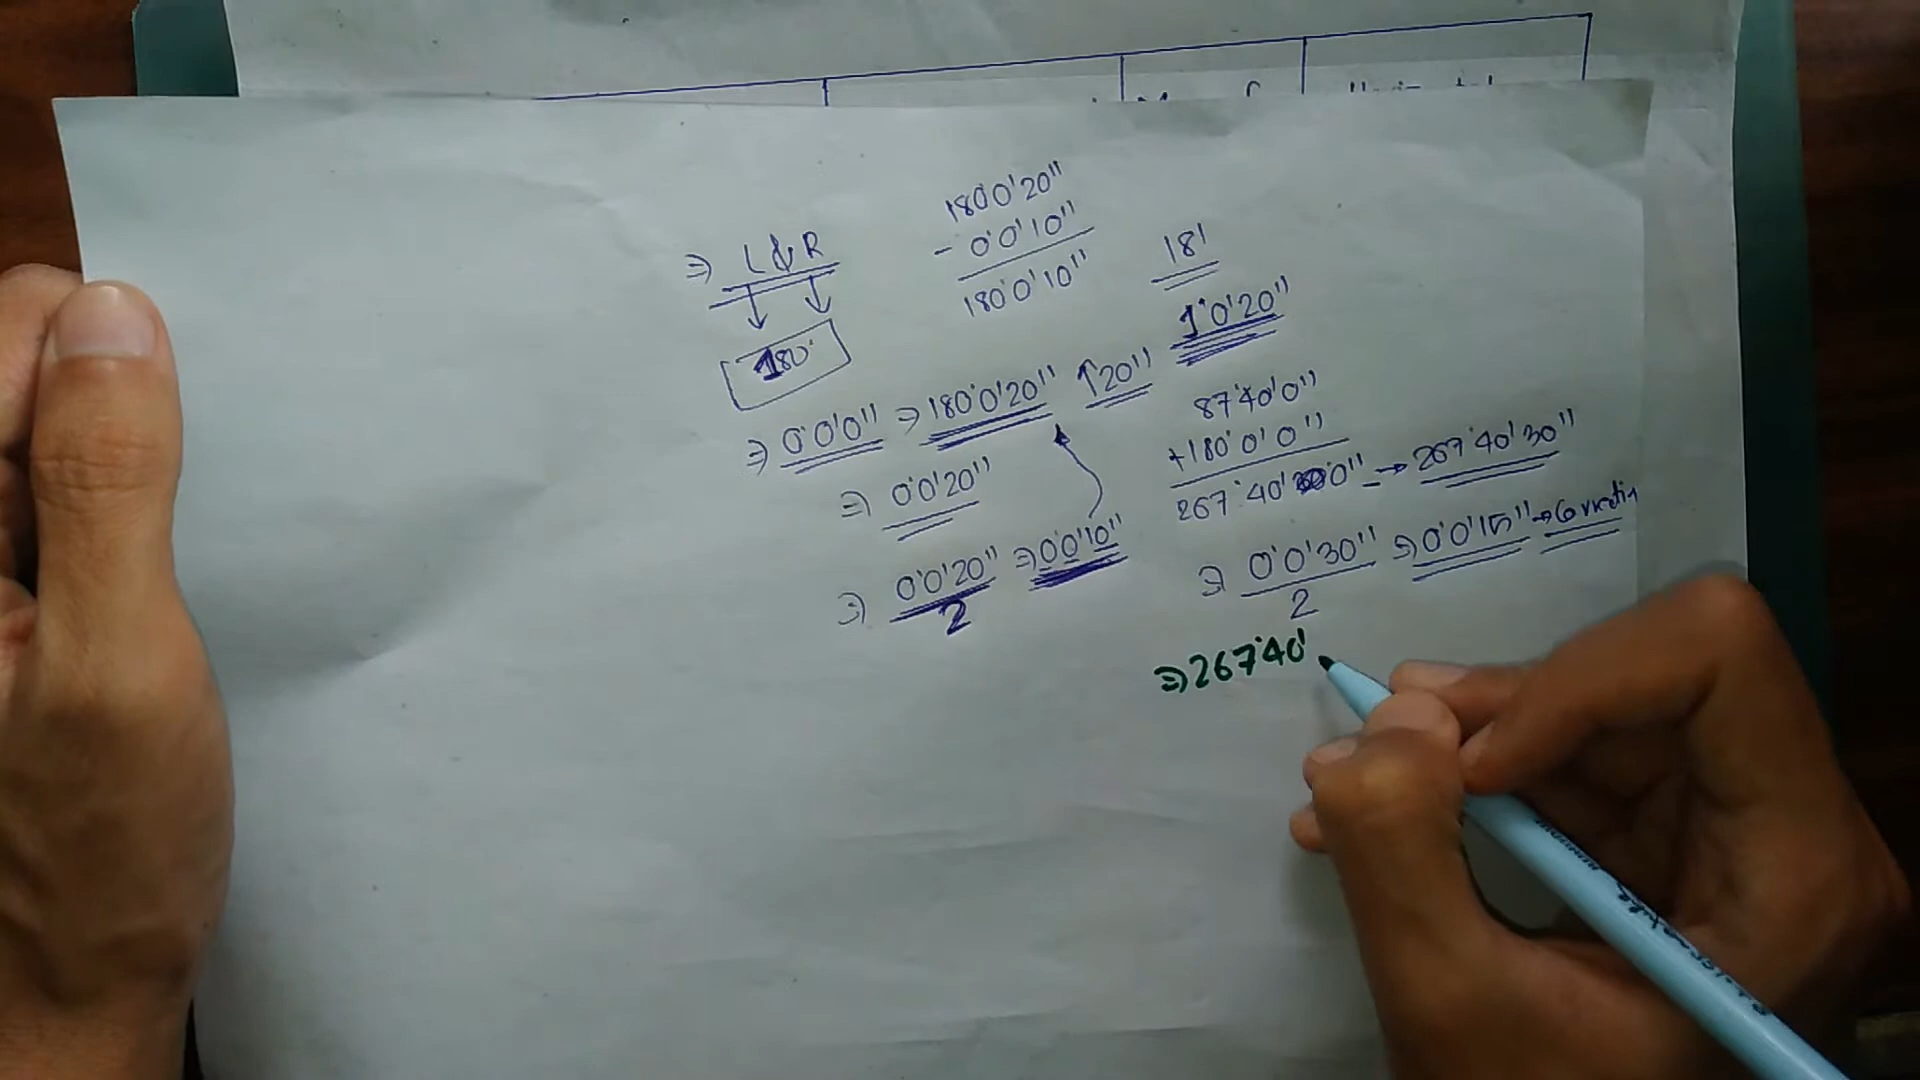 ⇒ L & R
180°
⇒ 0°0'0" ⇒ 180°0'20" ↑20"
⇒ 0°0'20"
⇒ 0°0'20" ⇒ 0°0'10"
2
180°0'20"
- 0°0'10"
180°0'10"
181
1°0'20"
87°40'0"
+180°0'0"
267°40'0" → 267°40'30"
⇒ 0°0'30" ⇒ 0°0'15" →
2
⇒ 267°40'